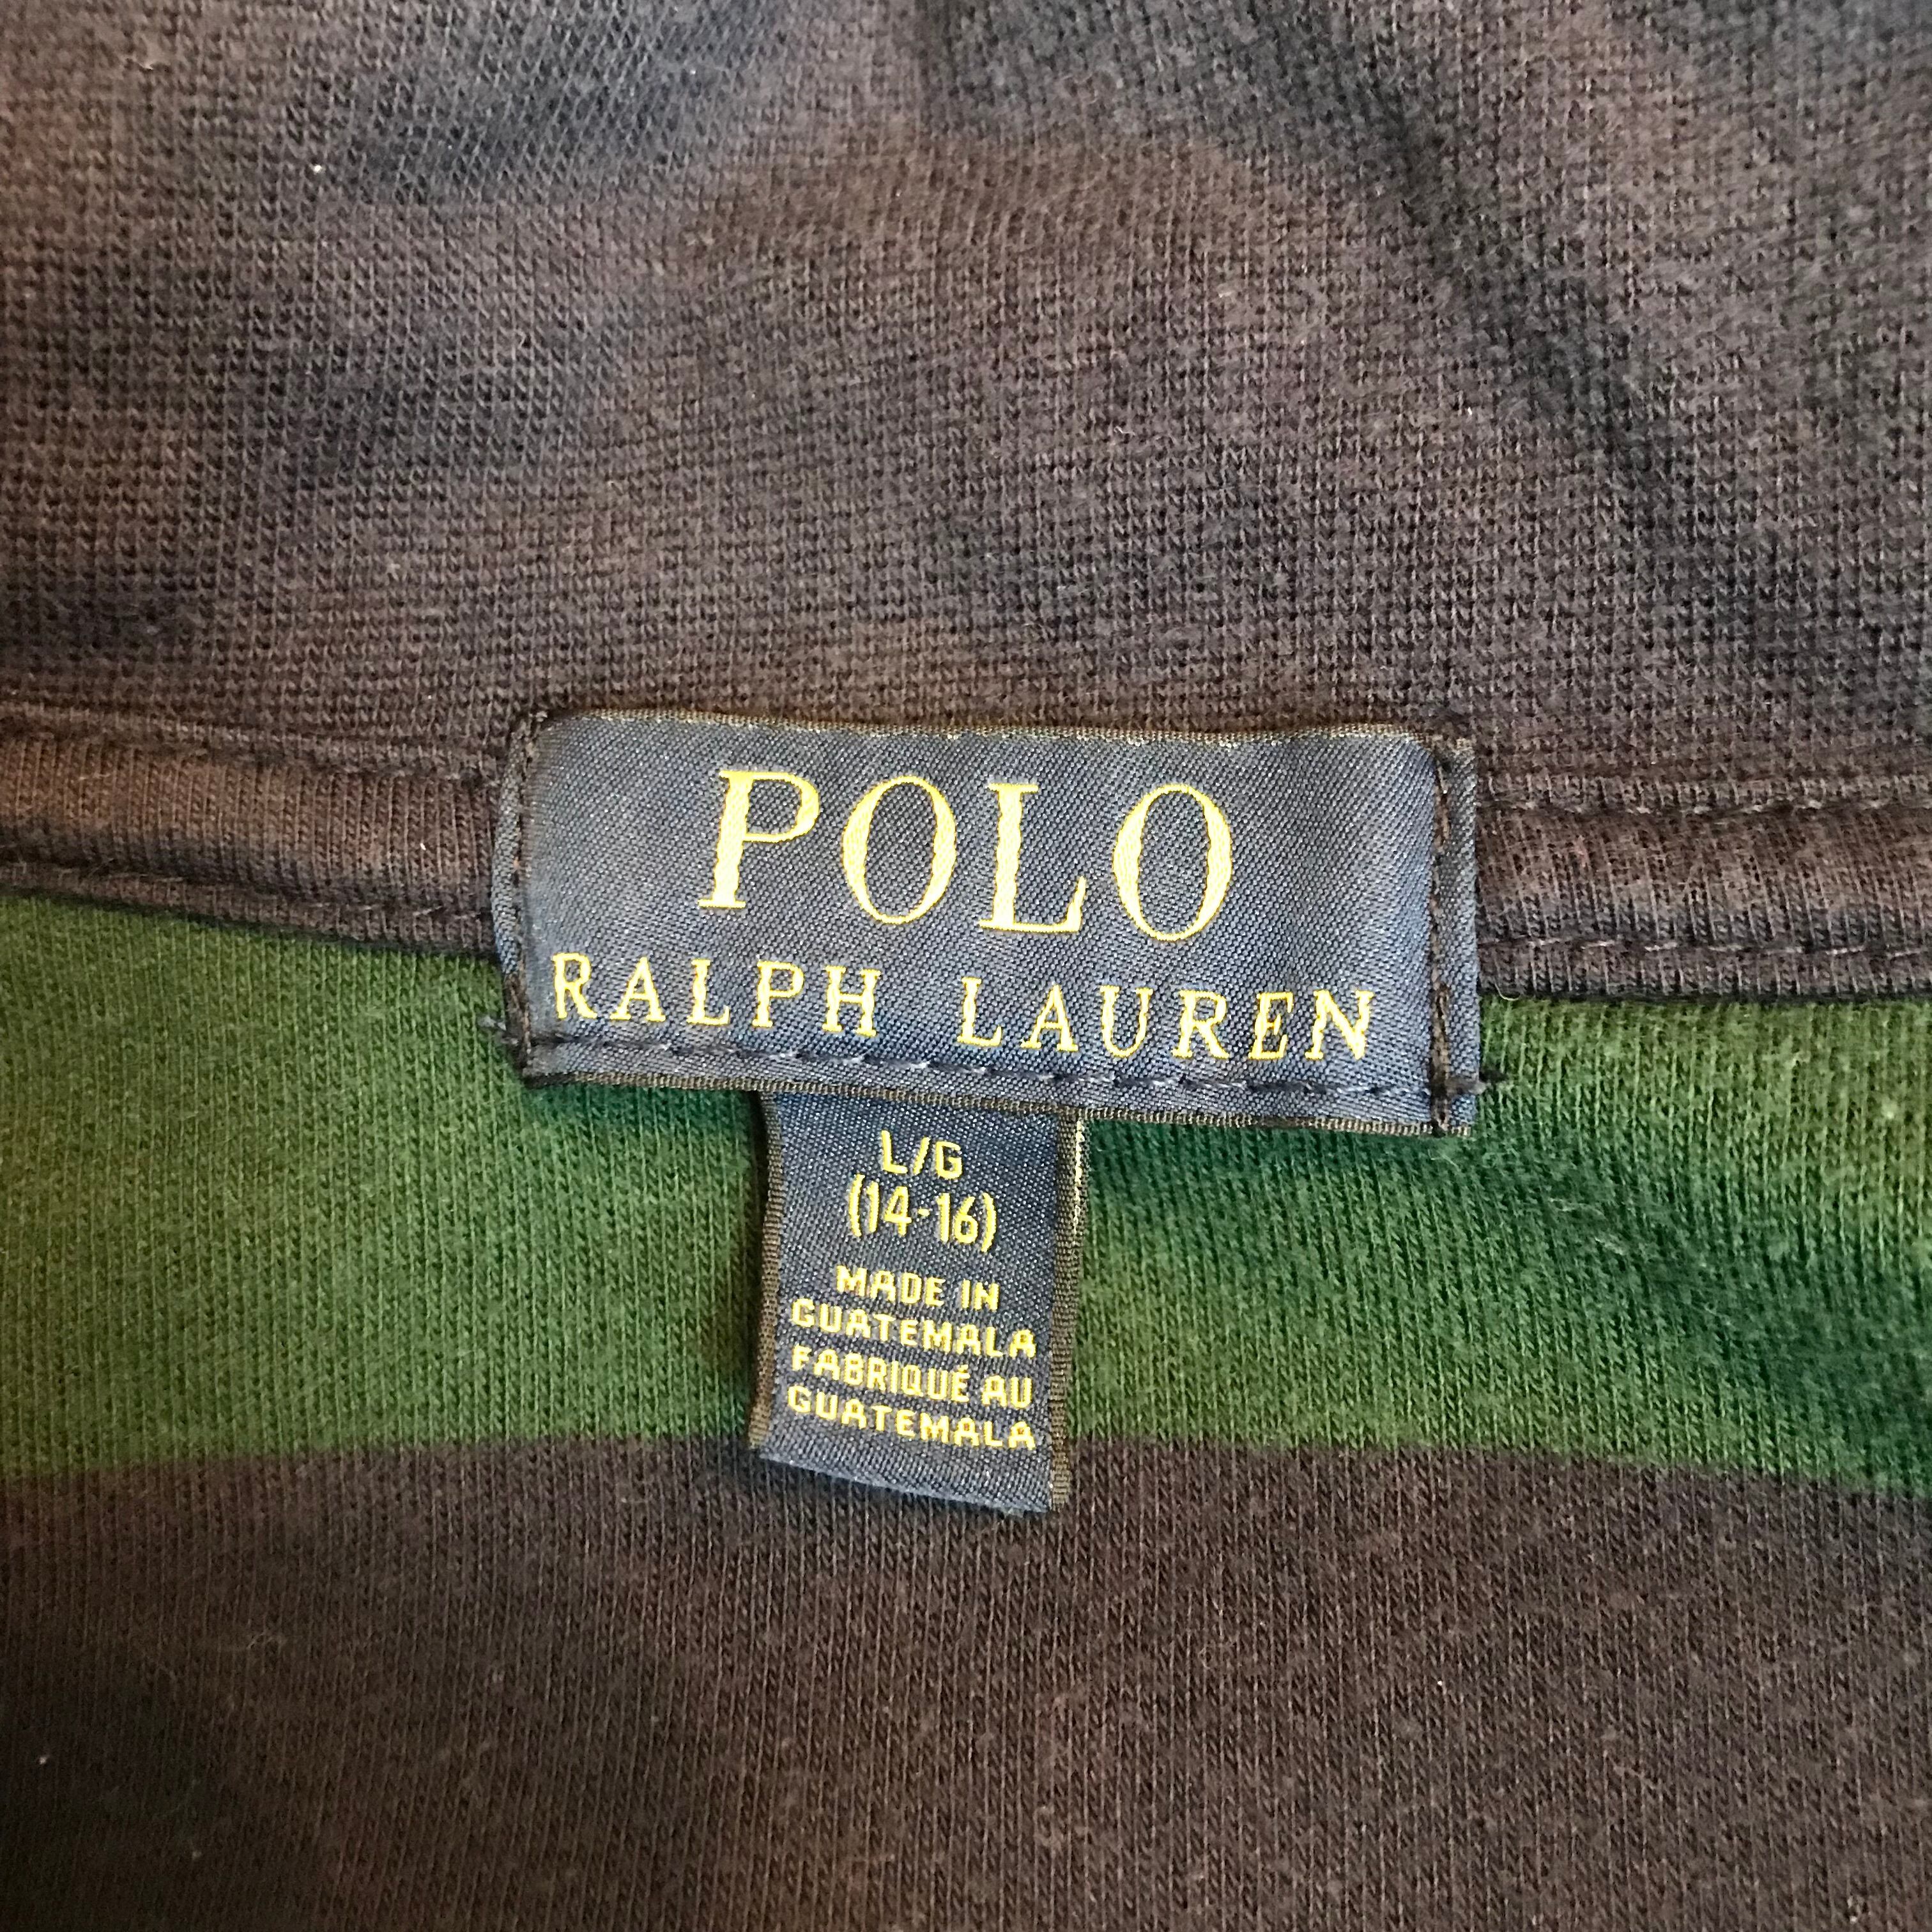 POLO
RALPH LAUREN
L/G
(14-16)
MADE IN
GUATEMALA
FABRIQUÉ AU
GUATEMALA